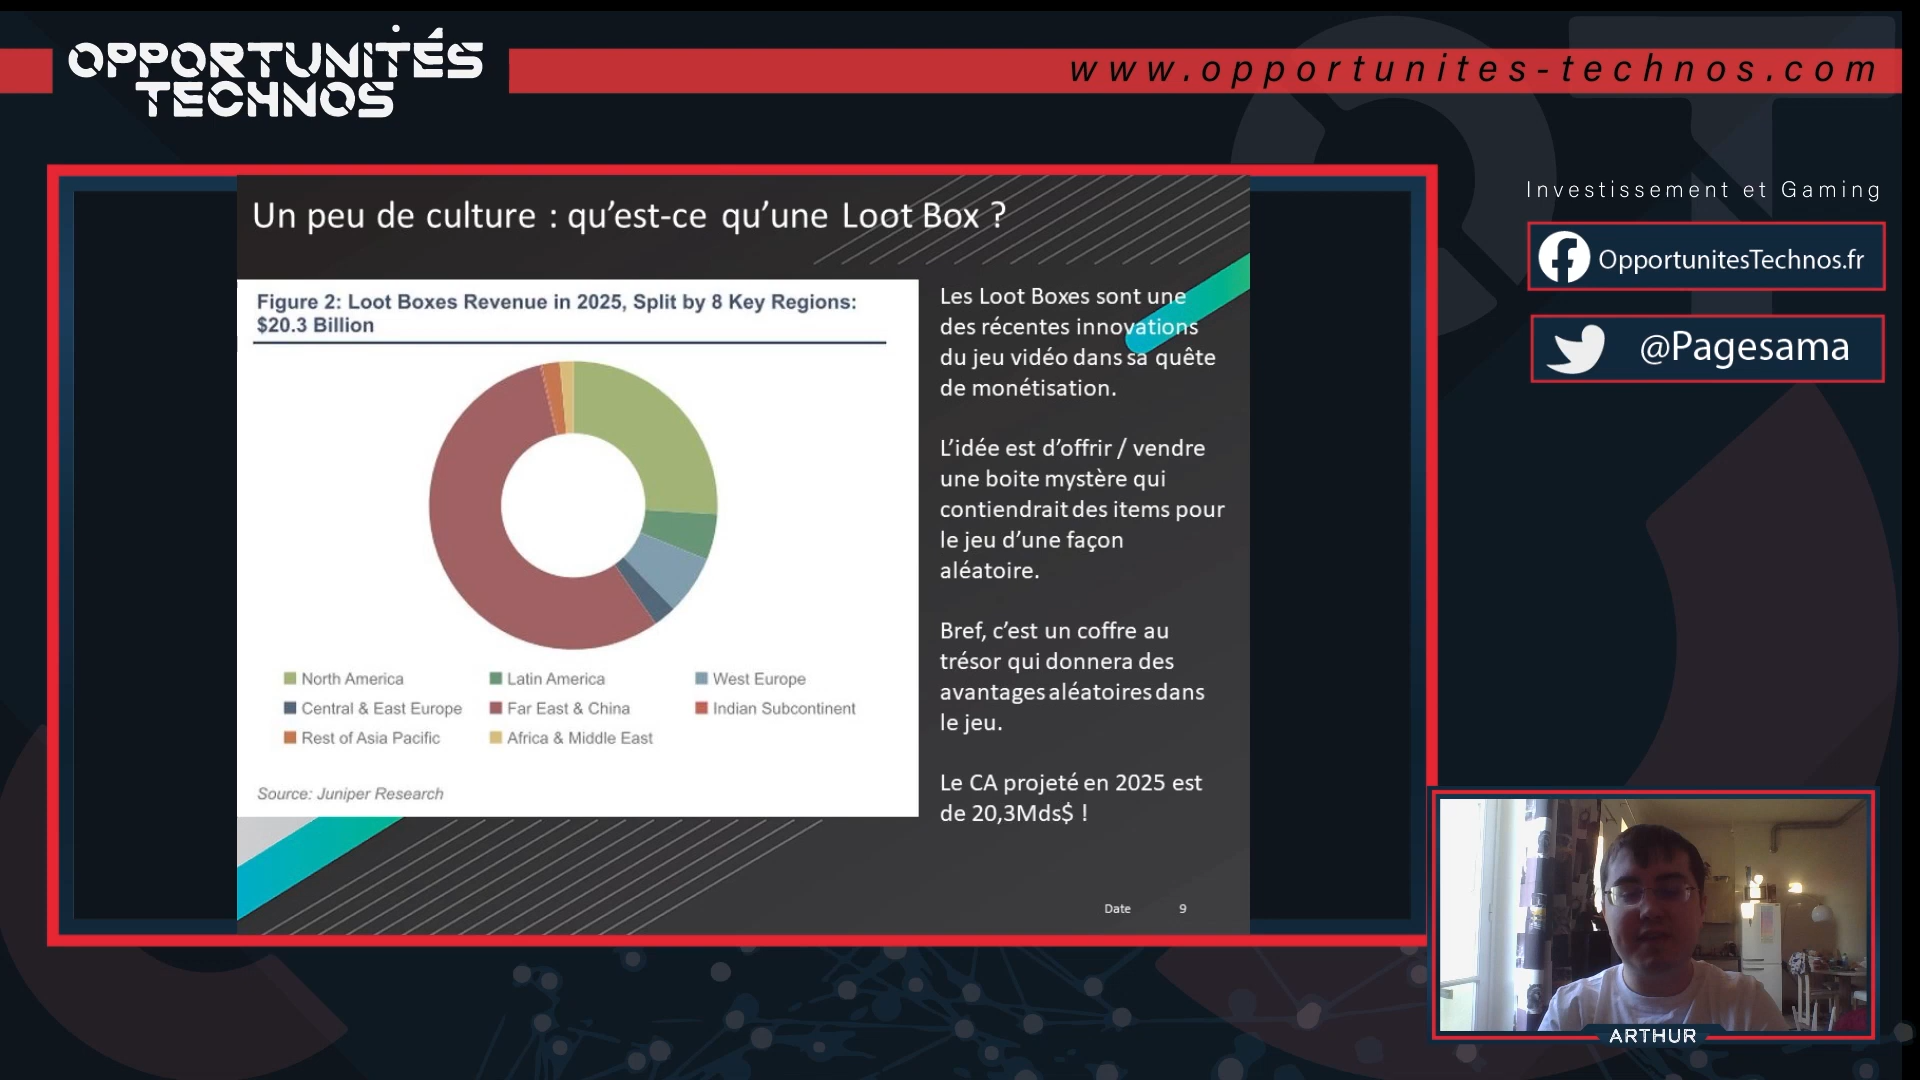 OPPORTUNITÉS
TECHNOS
www.opportunites-technos.com
Investissement et Gaming
OpportunitesTechnos.fr
@Pagesama
Un peu de culture : qu'est-ce qu'une Loot Box ?
Figure 2: Loot Boxes Revenue in 2025, Split by 8 Key Regions:
$20.3 Billion
North America
Latin America
West Europe
Central & East Europe
Far East & China
Indian Subcontinent
Rest of Asia Pacific
Africa & Middle East
Source: Juniper Research
Les Loot Boxes sont une
des récentes innovations
du jeu vidéo dans sa quête
de monétisation.
L'idée est d'offrir / vendre
une boite mystère qui
contiendrait des items pour
le jeu d'une façon
aléatoire.
Bref, c'est un coffre au
trésor qui donnera des
avantages aléatoires dans
le jeu.
Le CA projeté en 2025 est
de 20,3Mds$ !
Date
9
ARTHUR